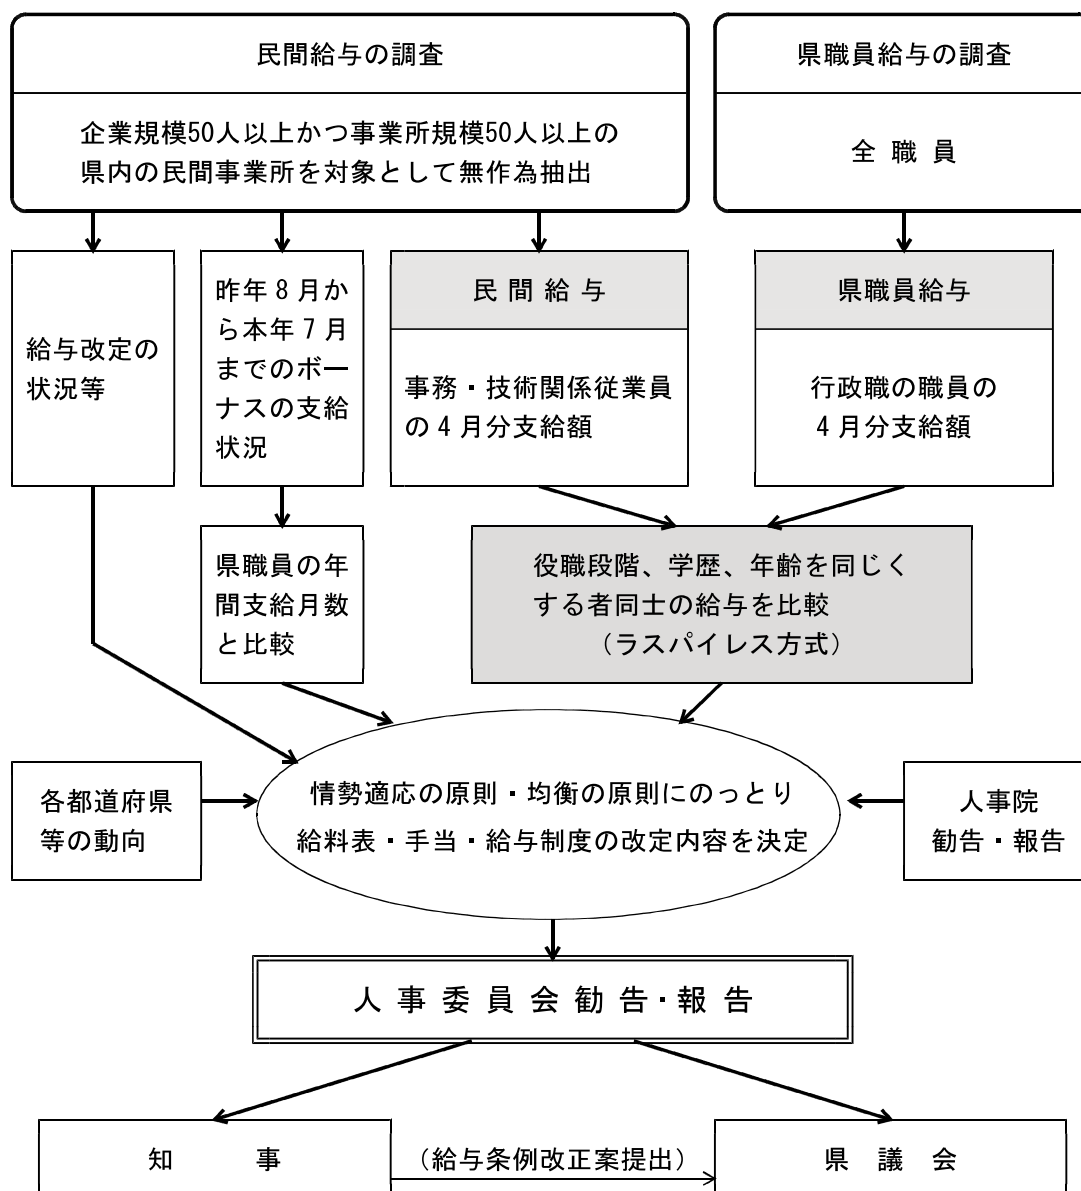 民間給与の調査
企業規模50人以上かつ事業所規模50人以上の
県内の民間事業所を対象として無作為抽出
県職員給与の調査
全職員
給与改定の
状況等
昨年８月か
ら本年７月
までのボー
ナスの支給
状況
民間給与
事務・技術関係従業員
の４月分支給額
県職員給与
行政職の職員の
４月分支給額
県職員の年
間支給月数
と比較
役職段階、学歴、年齢を同じく
する者同士の給与を比較
（ラスパイレス方式）
各都道府県
等の動向
情勢適応の原則・均衡の原則にのっとり
給料表・手当・給与制度の改定内容を決定
人事院
勧告・報告
人事委員会勧告・報告
知事
（給与条例改正案提出）
県議会